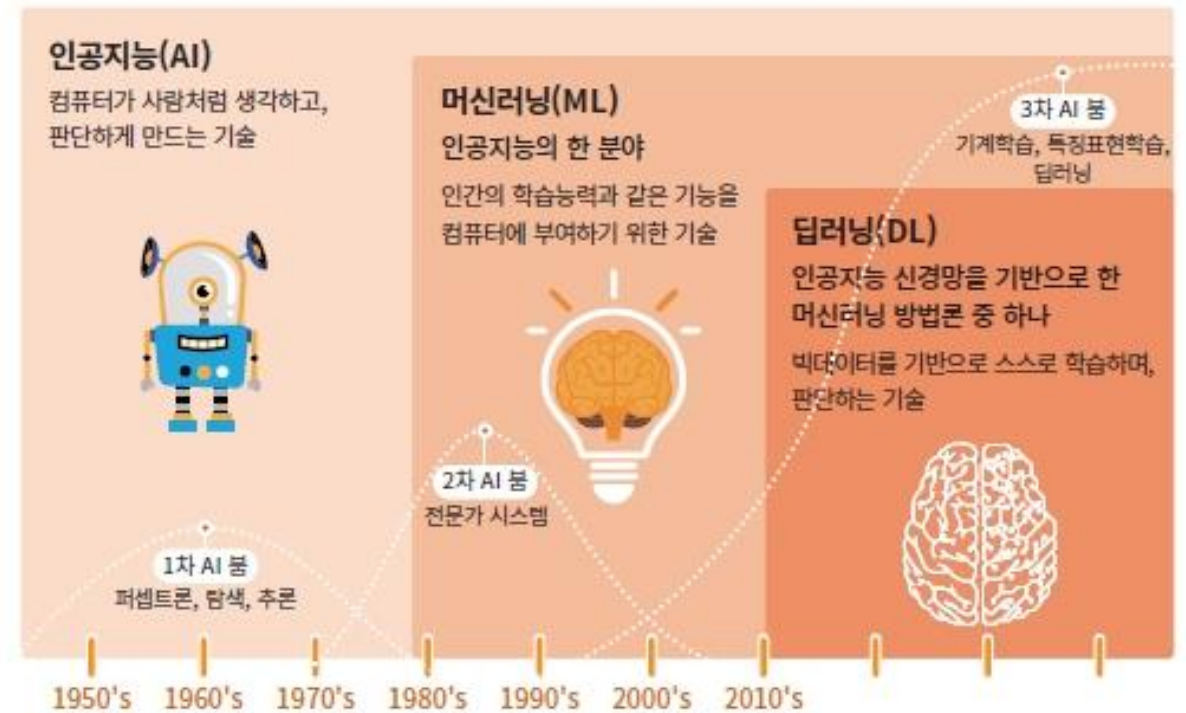 인공지능(AI)
컴퓨터가 사람처럼 생각하고,
판단하게 만드는 기술
머신러닝(ML)
인공지능의 한 분야
인간의 학습능력과 같은 기능을
컴퓨터에 부여하기 위한 기술
3차 AI 붐
기계학습, 특징표현학습,
딥러닝
딥러닝(DL)
인공지능 신경망을 기반으로 한
머신러닝 방법론 중 하나
빅데이터를 기반으로 스스로 학습하며,
판단하는 기술
2차 AI 붐
전문가 시스템
1차 AI 붐
퍼셉트론, 탐색, 추론
1950's 1960's 1970's 1980's 1990's 2000's 2010's